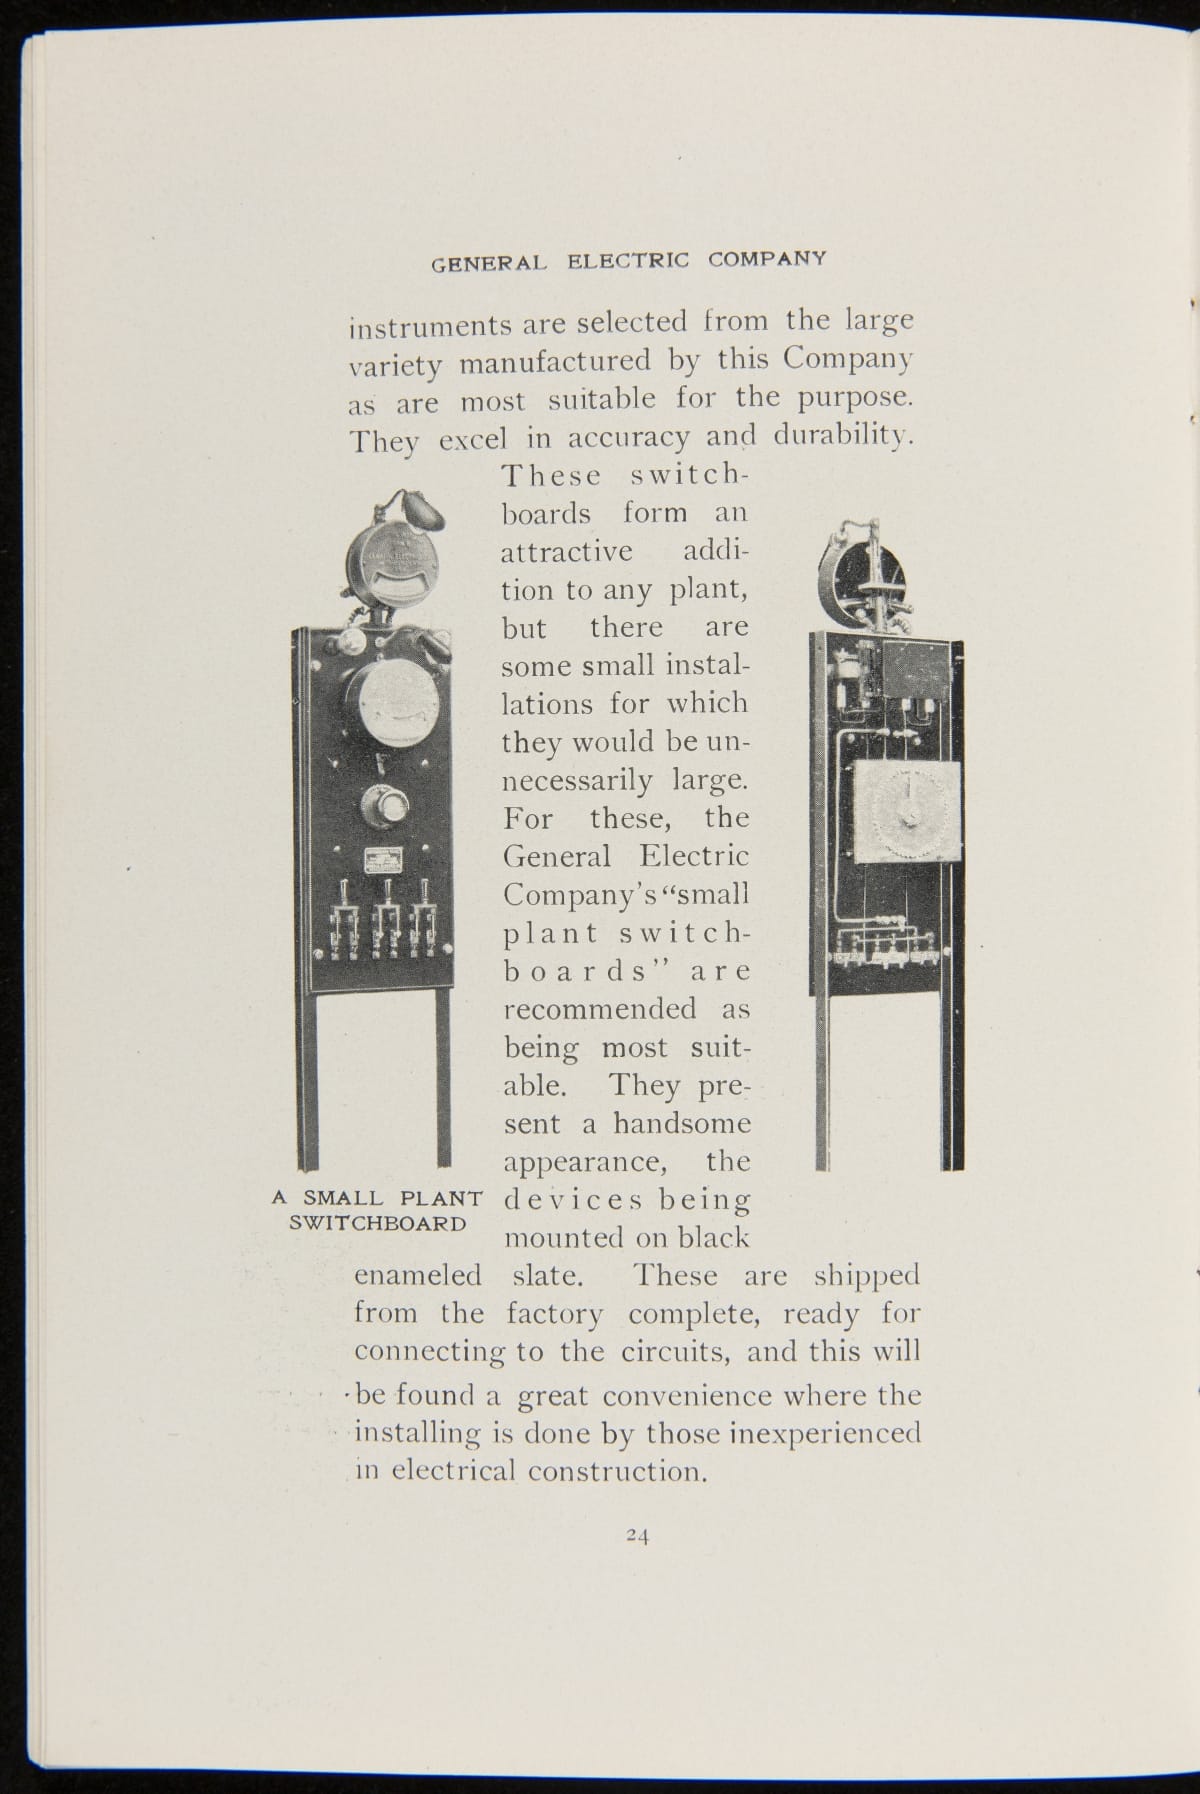 GENERAL ELECTRIC COMPANY
instruments are selected from the large
variety manufactured by this Company
as are most suitable for the purpose.
They excel in accuracy and durability.
These switch-
boards form an
attractive addi-
tion to any plant,
but there are
some small instal-
lations for which
they would be un-
necessarily large.
For these, the
General Electric
Company's "small
plant switch-
boards" are
recommended as
being most suit-
able. They pre-
sent a handsome
appearance, the
devices being
mounted on black
A SMALL PLANT
SWITCHBOARD
enameled slate. These are shipped
from the factory complete, ready for
connecting to the circuits, and this will
be found a great convenience where the
installing is done by those inexperienced
in electrical construction.
24